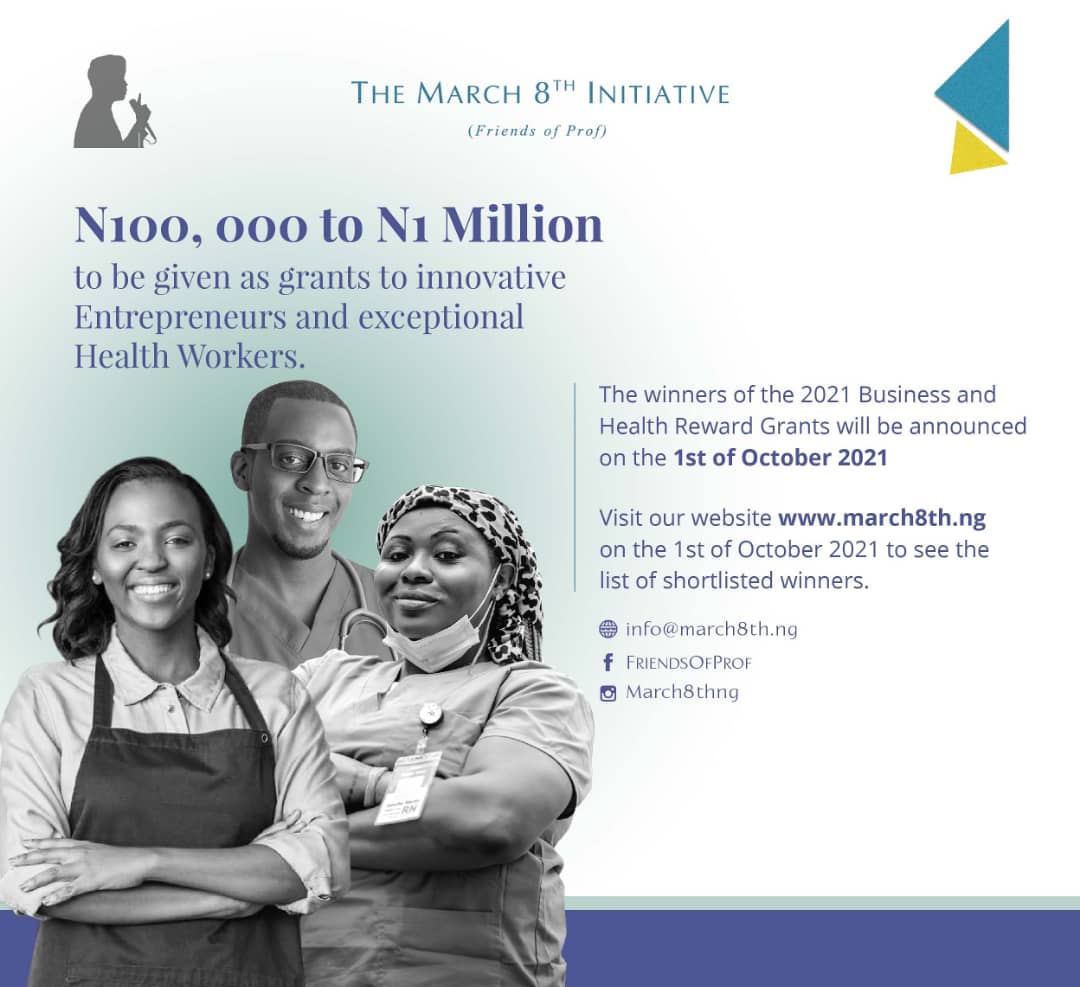 THE MARCH 8TH INITIATIVE
(Friends of Prof)
N100, 000 to N1 Million
to be given as grants to innovative
Entrepreneurs and exceptional
Health Workers.
The winners of the 2021 Business and
Health Reward Grants will be announced
on the 1st of October 2021
Visit our website www.march8th.ng
on the 1st of October 2021 to see the
list of shortlisted winners.
info@march8th.ng
FRIENDSOFPROF
March8thng
RN